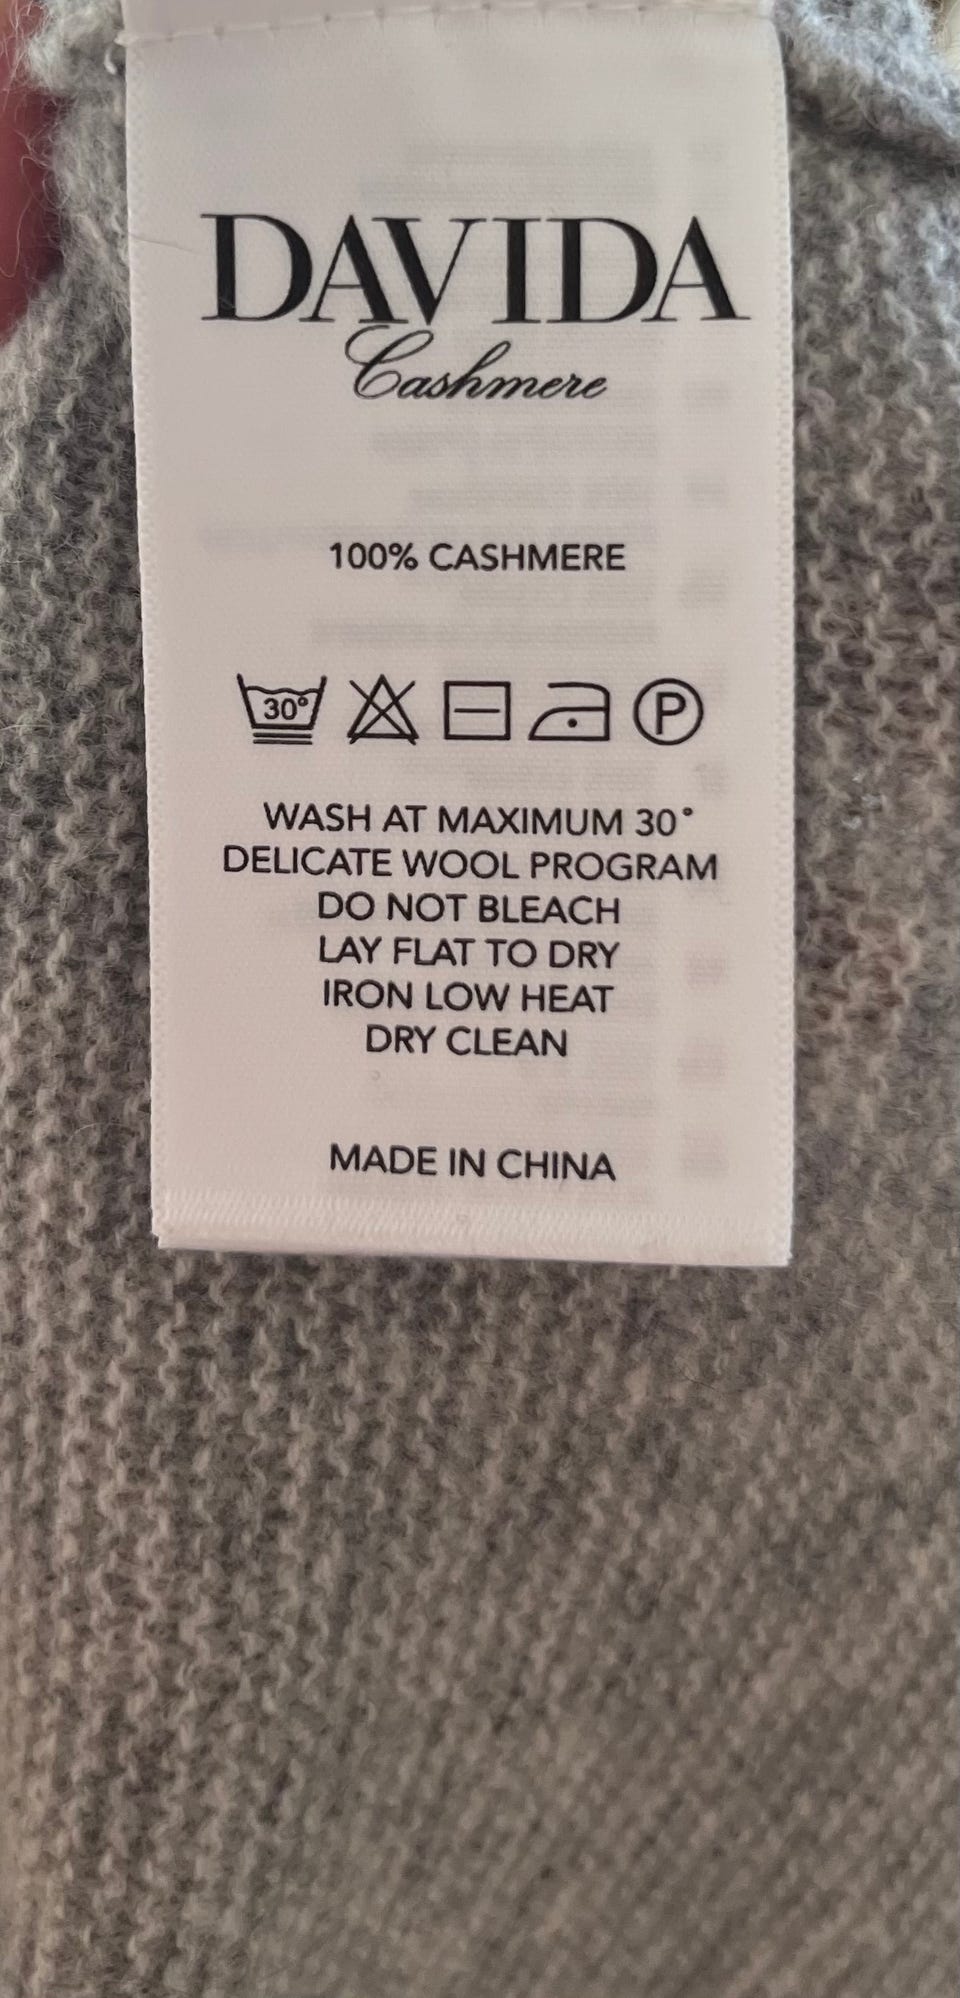 DAVIDA
Cashmere
100% CASHMERE
30° P
WASH AT MAXIMUM 30°
DELICATE WOOL PROGRAM
DO NOT BLEACH
LAY FLAT TO DRY
IRON LOW HEAT
DRY CLEAN
MADE IN CHINA